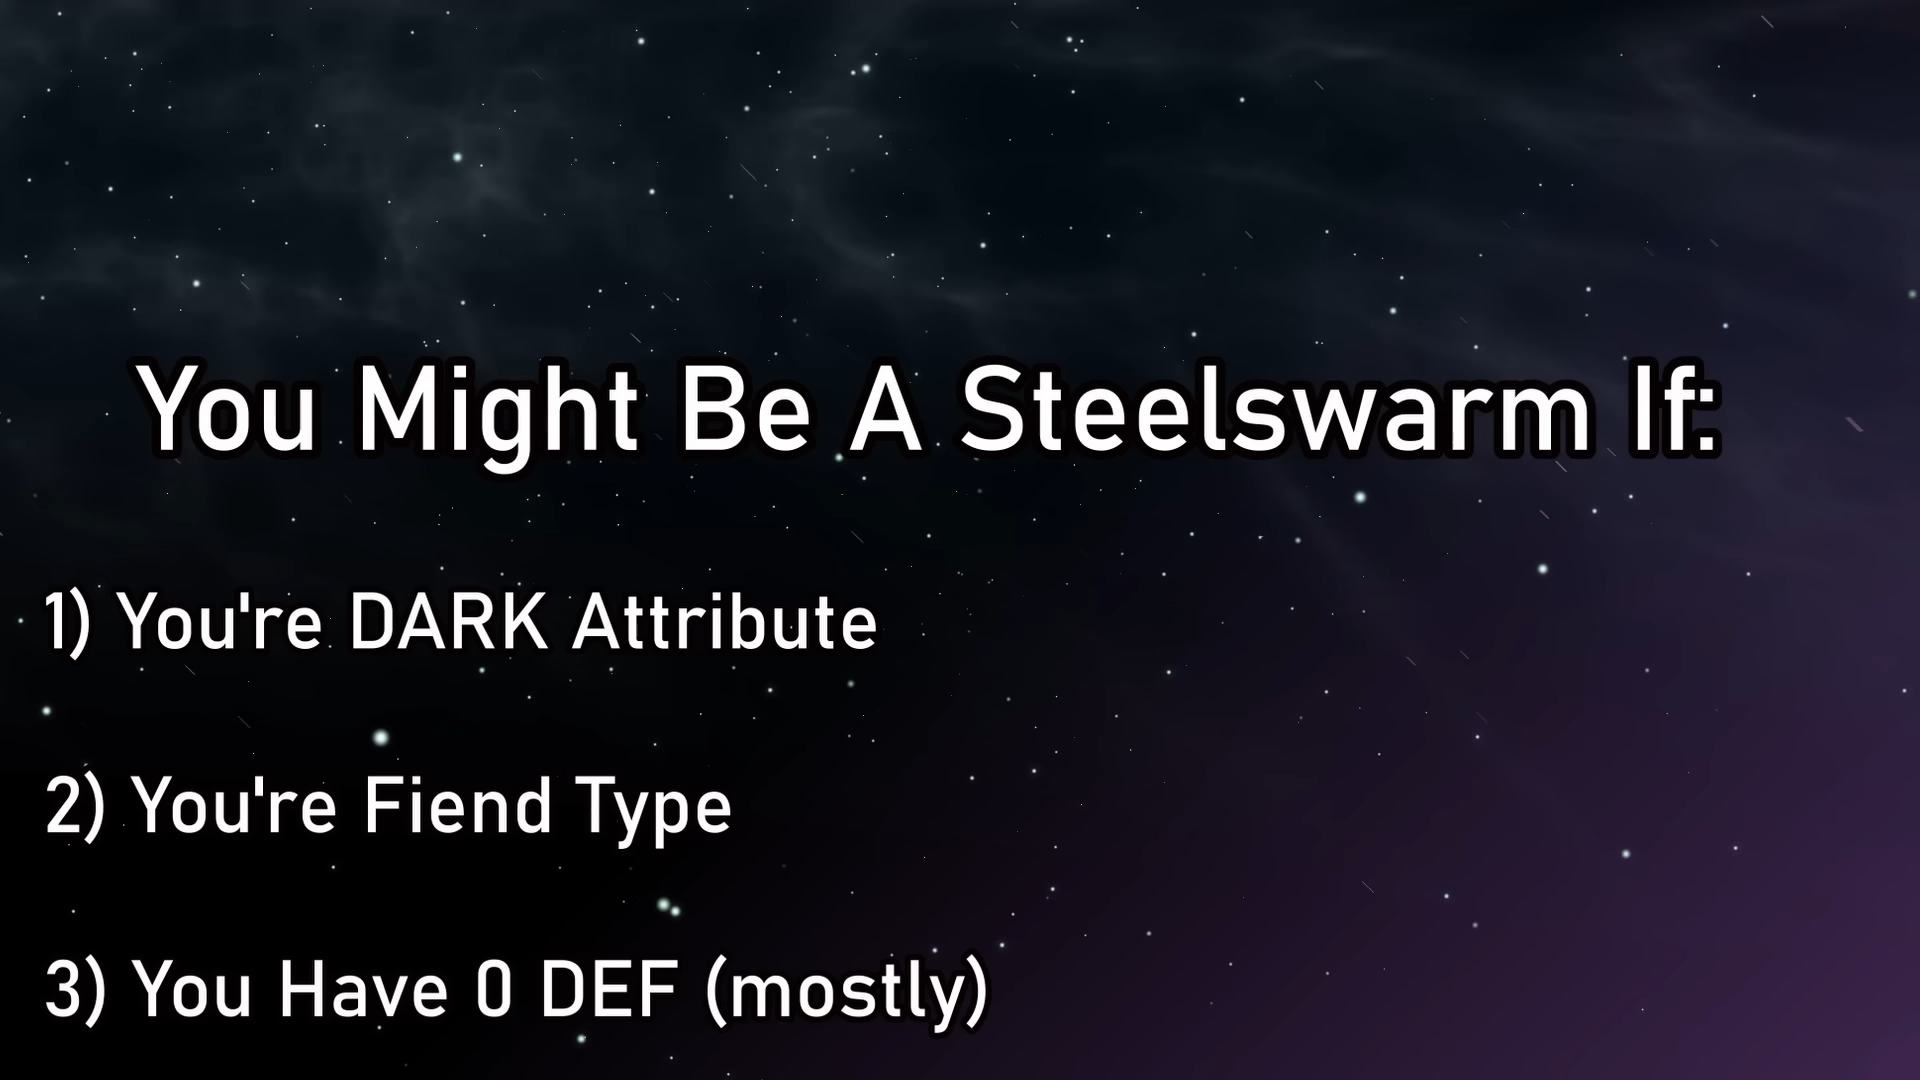 You Might Be A Steelswarm If:
1) You're DARK Attribute
2) You're Fiend Type
3) You Have 0 DEF (mostly)